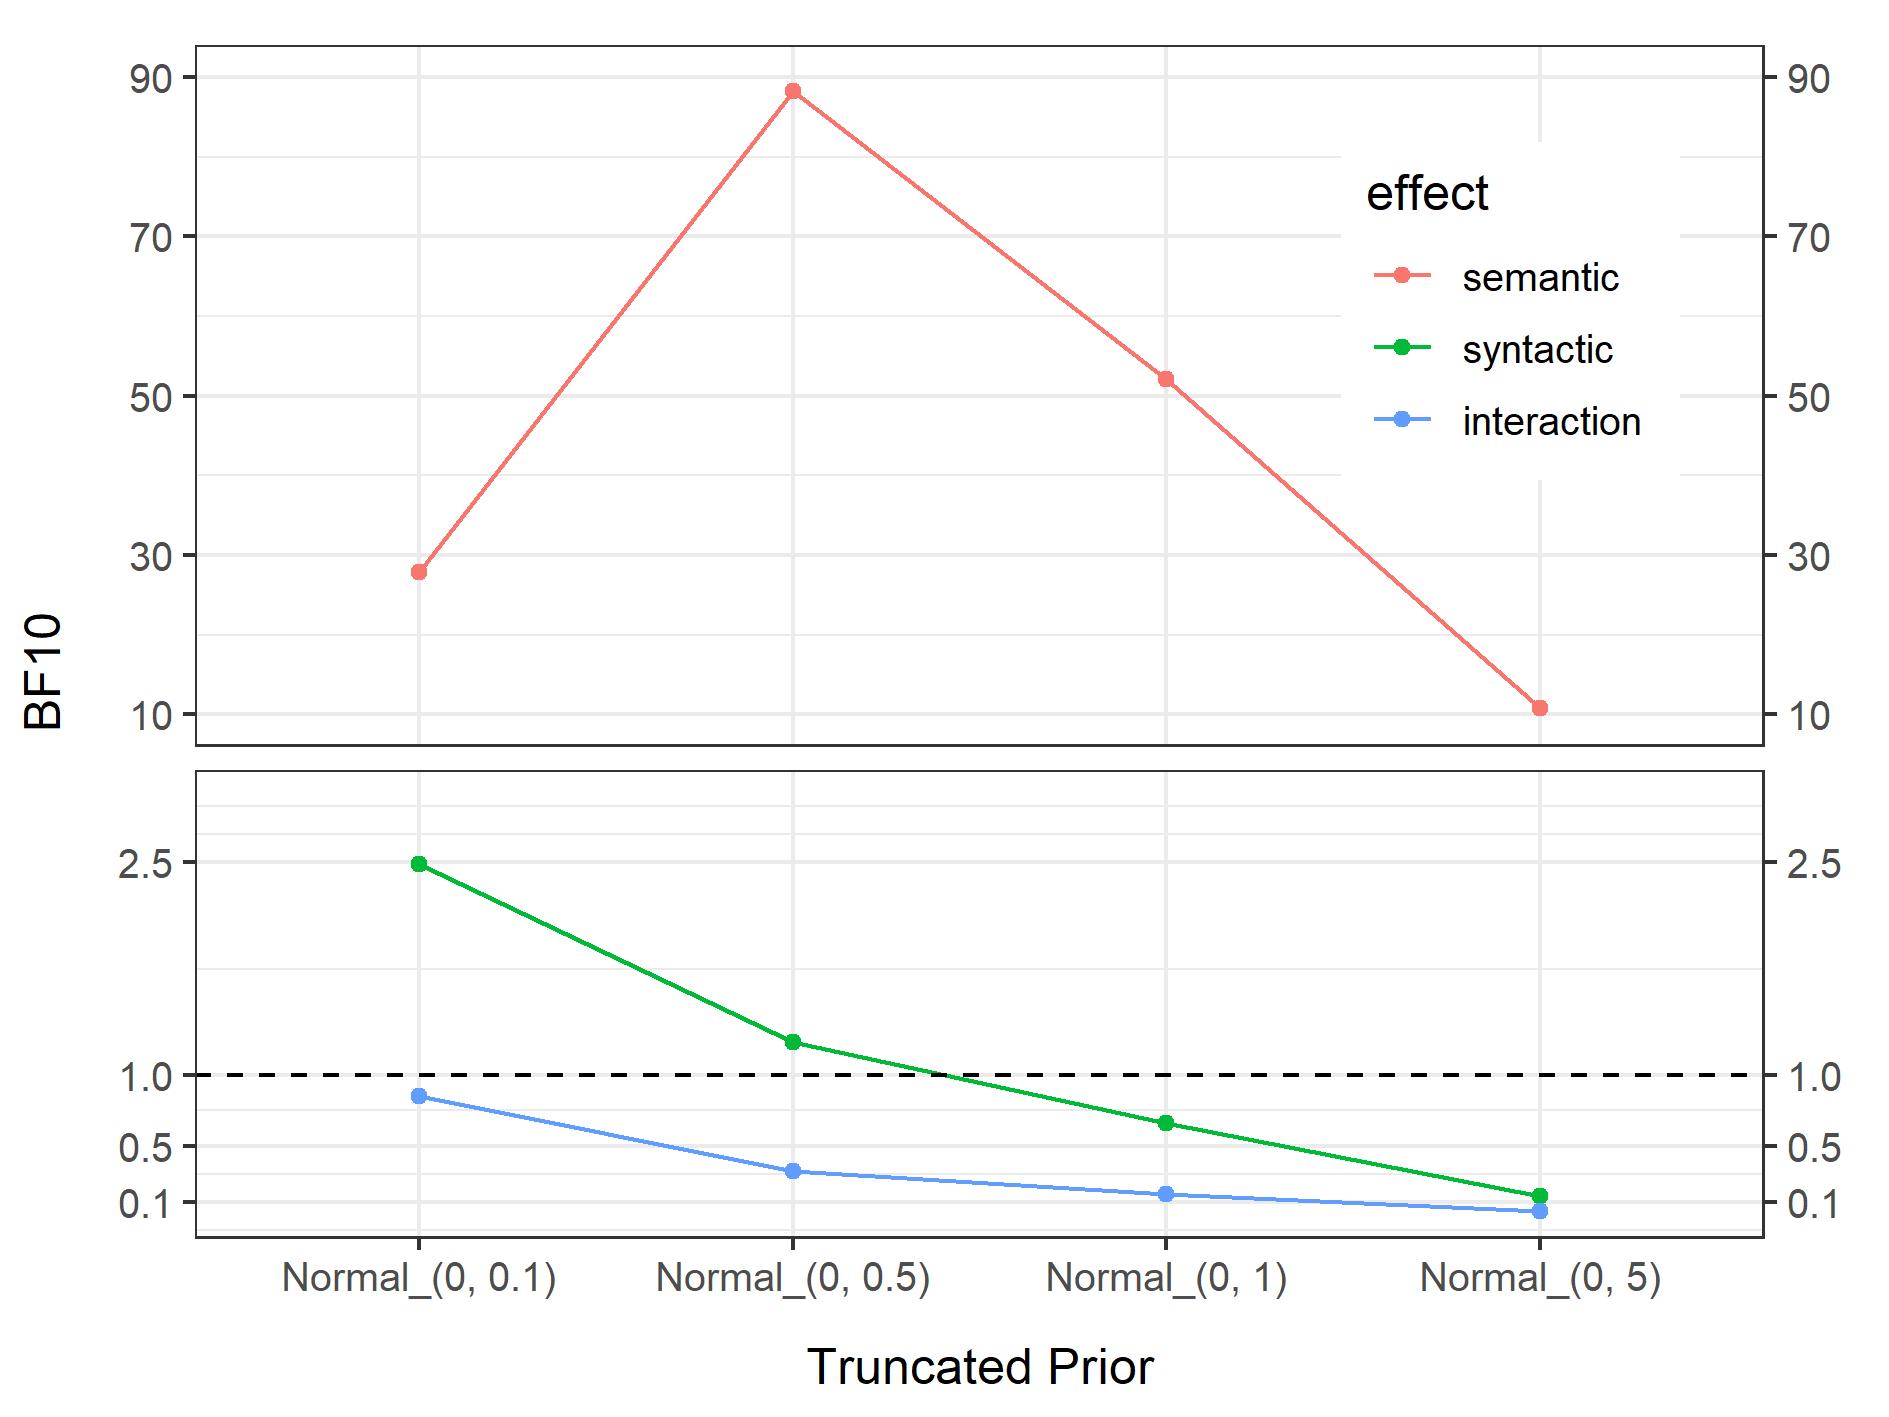 90
70
50
30
10
90
70
50
30
10
effect
semantic
syntactic
interaction
BF10
2.5
1.0
0.5
0.1
2.5
1.0
0.5
0.1
Normal_(0, 0.1)
Normal_(0, 0.5)
Normal_(0, 1)
Normal_(0, 5)
Truncated Prior